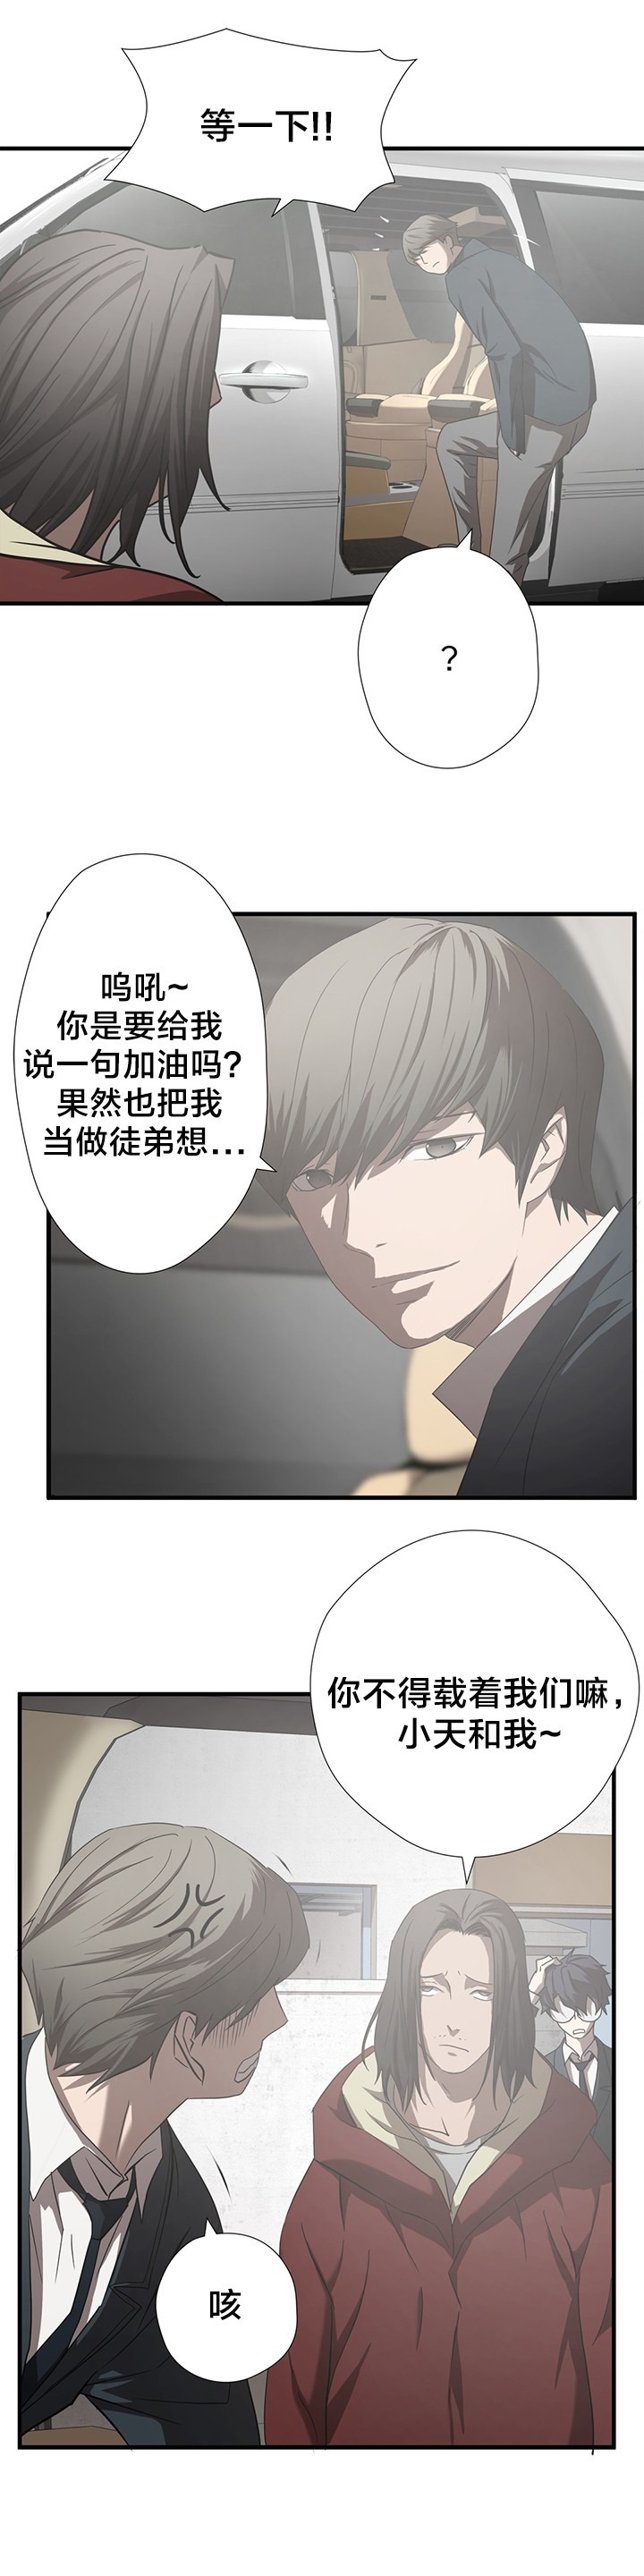 等一下!!
?
呜吼~
你是要给我
说一句加油吗？
果然也把我
当做徒弟想...
你不得载着我们嘛，
小天和我~
咳